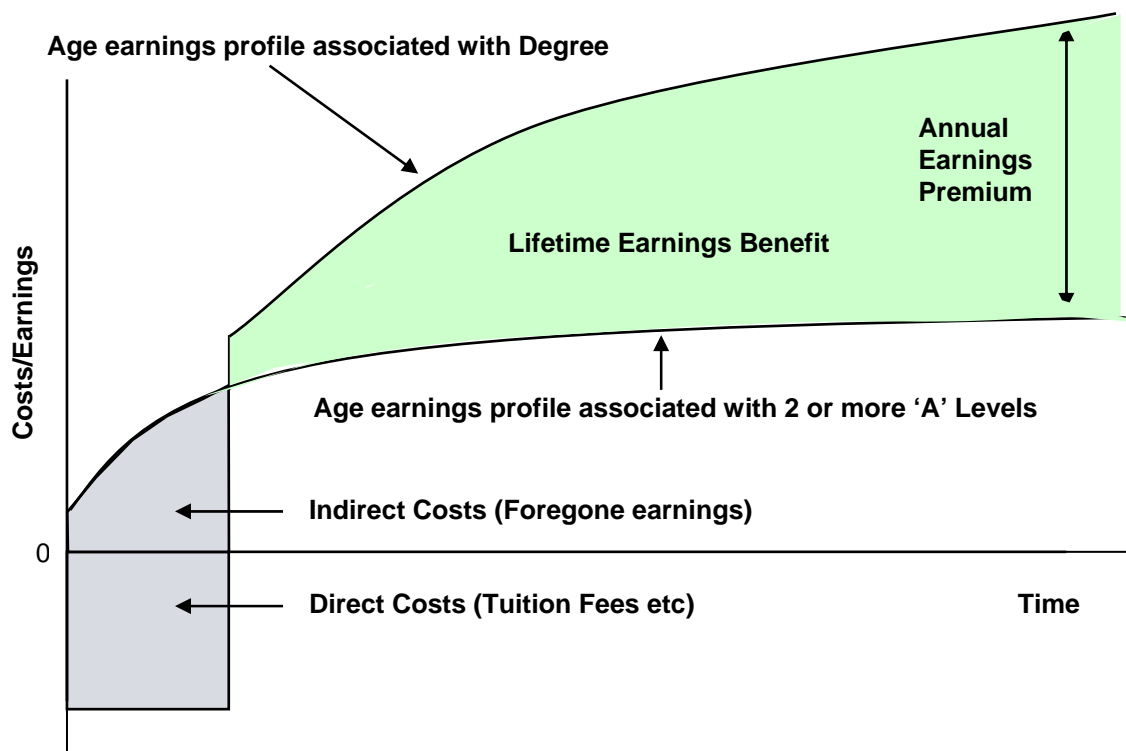 Age earnings profile associated with Degree
Annual
Earnings
Premium
Lifetime Earnings Benefit
Costs/Earnings
Age earnings profile associated with 2 or more ‘A’ Levels
Indirect Costs (Foregone earnings)
0
Direct Costs (Tuition Fees etc)
Time